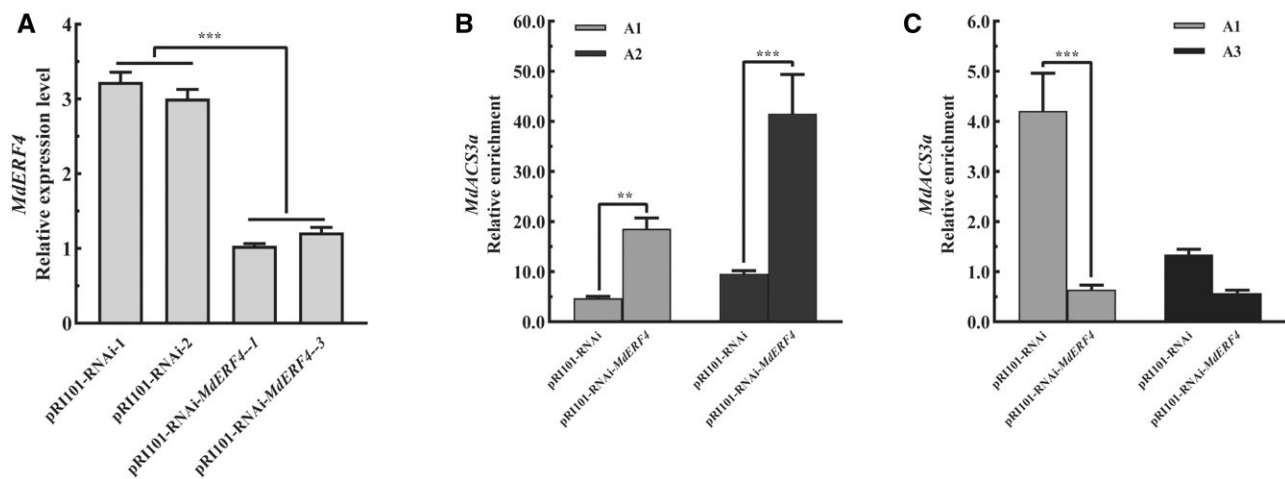 A
MdERF4
Relative expression level
4
3
2
1
0
***
pRI101-RNAi-1
pRI101-RNAi-2
pRI101-RNAi-MdERF4--1
pRI101-RNAi-MdERF4--3
B
A1
A2
MdACS3a
Relative enrichment
60.0
50.0
40.0
30.0
20.0
10.0
0.0
**
***
pRI101-RNAi
pRI101-RNAi-MdERF4
pRI101-RNAi
pRI101-RNAi-MdERF4
C
A1
A3
MdACS3a
Relative enrichment
6.0
5.0
4.0
3.0
2.0
1.0
0.0
***
pRI101-RNAi
pRI101-RNAi-MdERF4
pRI101-RNAi
pRI101-RNAi-MdERF4